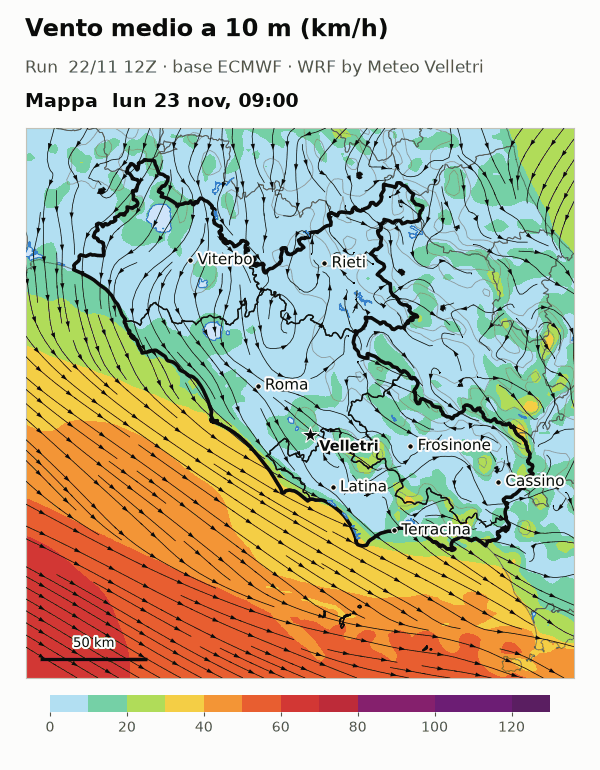 Vento medio a 10 m (km/h)
Run 22/11 12Z · base ECMWF · WRF by Meteo Velletri
Mappa lun 23 nov, 09:00
Viterbo
Rieti
Roma
Velletri
Frosinone
Latina
Cassino
Terracina
50 km
0 20 40 60 80 100 120